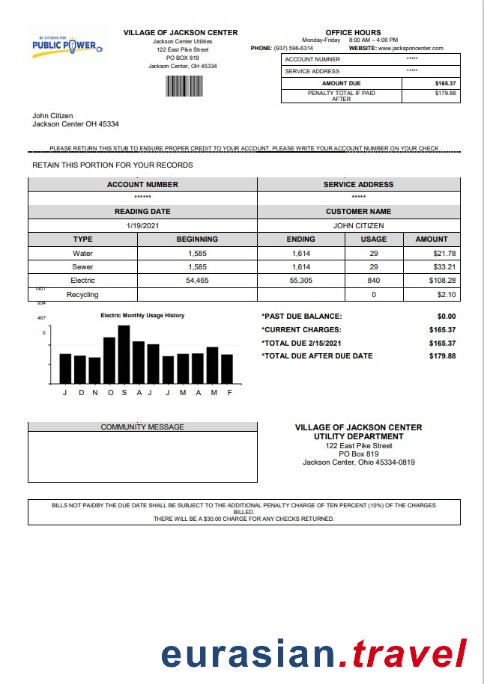 BE CITIZEN FOR
PUBLIC POWER
VILLAGE OF JACKSON CENTER
Jackson Center Utilities
122 East Pike Street
PO BOX 819
Jackson Center, OH 45334
OFFICE HOURS
Monday-Friday 8:00 AM – 4:00 PM
PHONE: (937) 596-6314 WEBSITE: www.jacksponcenter.com
ACCOUNT NUMNER *****
SERVICE ADDRESS *****
AMOUNT DUE $165.37
PENALTY TOTAL IF PAID AFTER $179.88
John Citizen
Jackson Center OH 45334
PLEASE RETURN THIS STUB TO ENSURE PROPER CREDIT TO YOUR ACCOUNT. PLEASE WRITE YOUR ACCOUNT NUMBER ON YOUR CHECK
RETAIN THIS PORTION FOR YOUR RECORDS
ACCOUNT NUMBER SERVICE ADDRESS
****** *****
READING DATE CUSTOMER NAME
1/19/2021 JOHN CITIZEN
TYPE BEGINNING ENDING USAGE AMOUNT
Water 1,585 1,614 29 $21.78
Sewer 1,585 1,614 29 $33.21
Electric 54,465 55,305 840 $108.28
Recycling 0 $2.10
1401
934
467
0
Electric Monthly Usage History
J D N O S A J J M A M F
*PAST DUE BALANCE: $0.00
*CURRENT CHARGES: $165.37
*TOTAL DUE 2/15/2021 $165.37
*TOTAL DUE AFTER DUE DATE $179.88
COMMUNITY MESSAGE
VILLAGE OF JACKSON CENTER
UTILITY DEPARTMENT
122 East Pike Street
PO Box 819
Jackson Center, Ohio 45334-0819
BILLS NOT PAIDBY THE DUE DATE SHALL BE SUBJECT TO THE ADDITIONAL PENALTY CHARGE OF TEN PERCENT (10%) OF THE CHARGES
BILLED.
THERE WILL BE A $30.00 CHARGE FOR ANY CHECKS RETURNED.
eurasian.travel